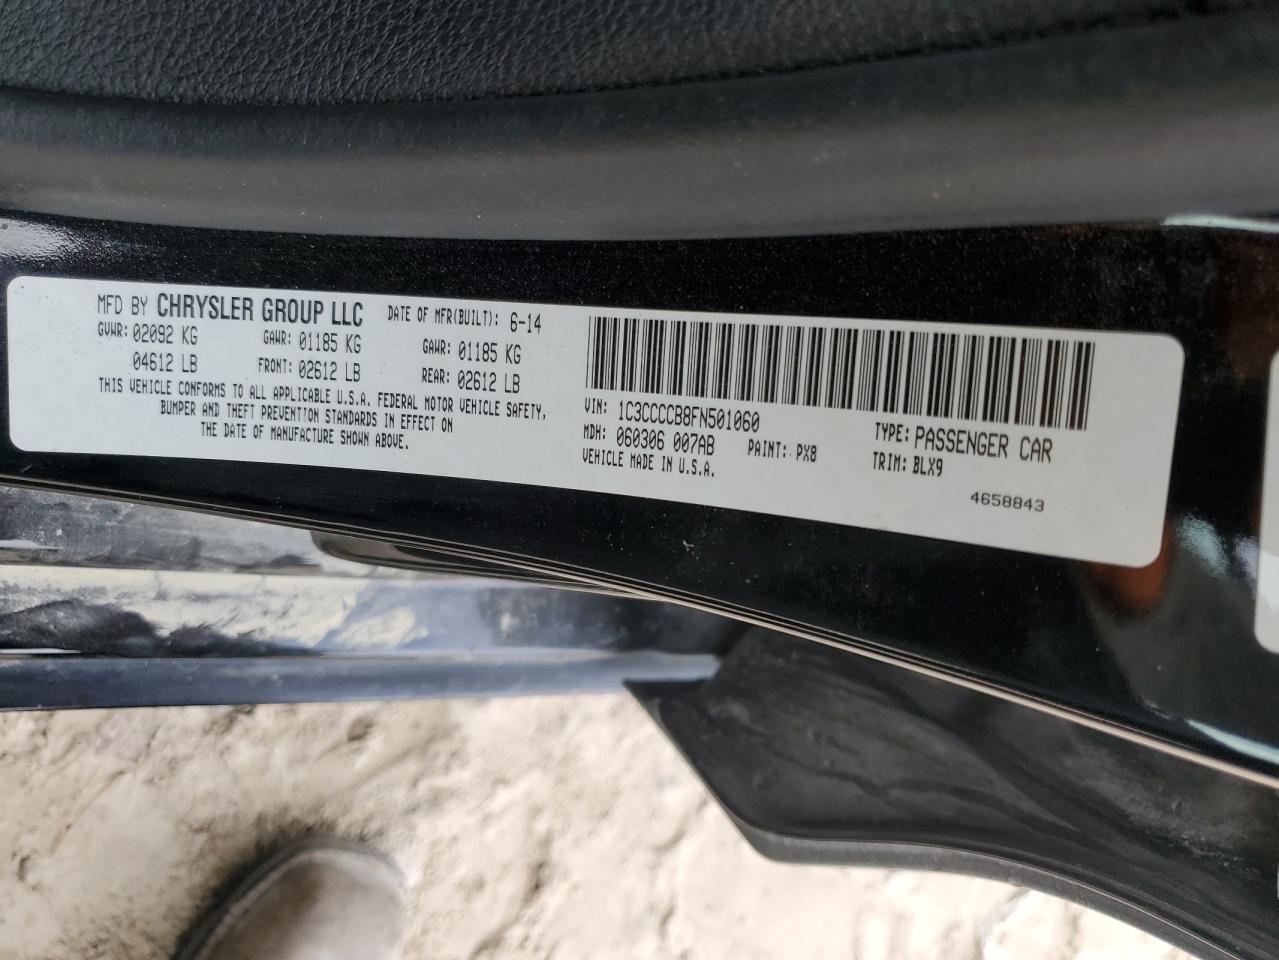 MFD BY CHRYSLER GROUP LLC DATE OF MFR(BUILT): 6-14
GVWR: 02092 KG GAWR: 01185 KG GAWR: 01185 KG
04612 LB FRONT: 02612 LB REAR: 02612 LB
THIS VEHICLE CONFORMS TO ALL APPLICABLE U.S.A. FEDERAL MOTOR VEHICLE SAFETY,
BUMPER AND THEFT PREVENTION STANDARDS IN EFFECT ON
THE DATE OF MANUFACTURE SHOWN ABOVE.
VIN: 1C3CCCCB8FN501060 TYPE: PASSENGER CAR
MDH: 060306 007AB PAINT: PX8 TRIM: BLX9
VEHICLE MADE IN U.S.A.
4658843